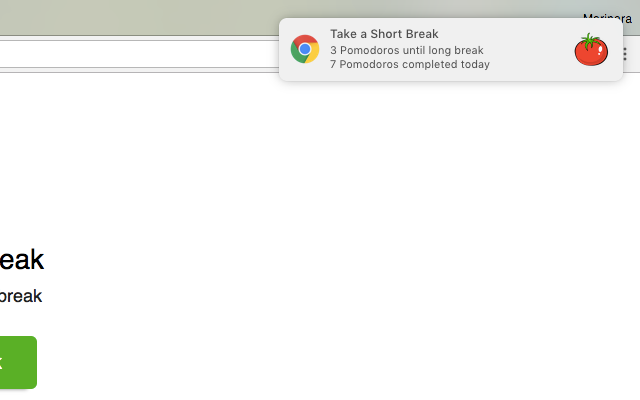 Marinara
Take a Short Break
3 Pomodoros until long break
7 Pomodoros completed today
eak
break